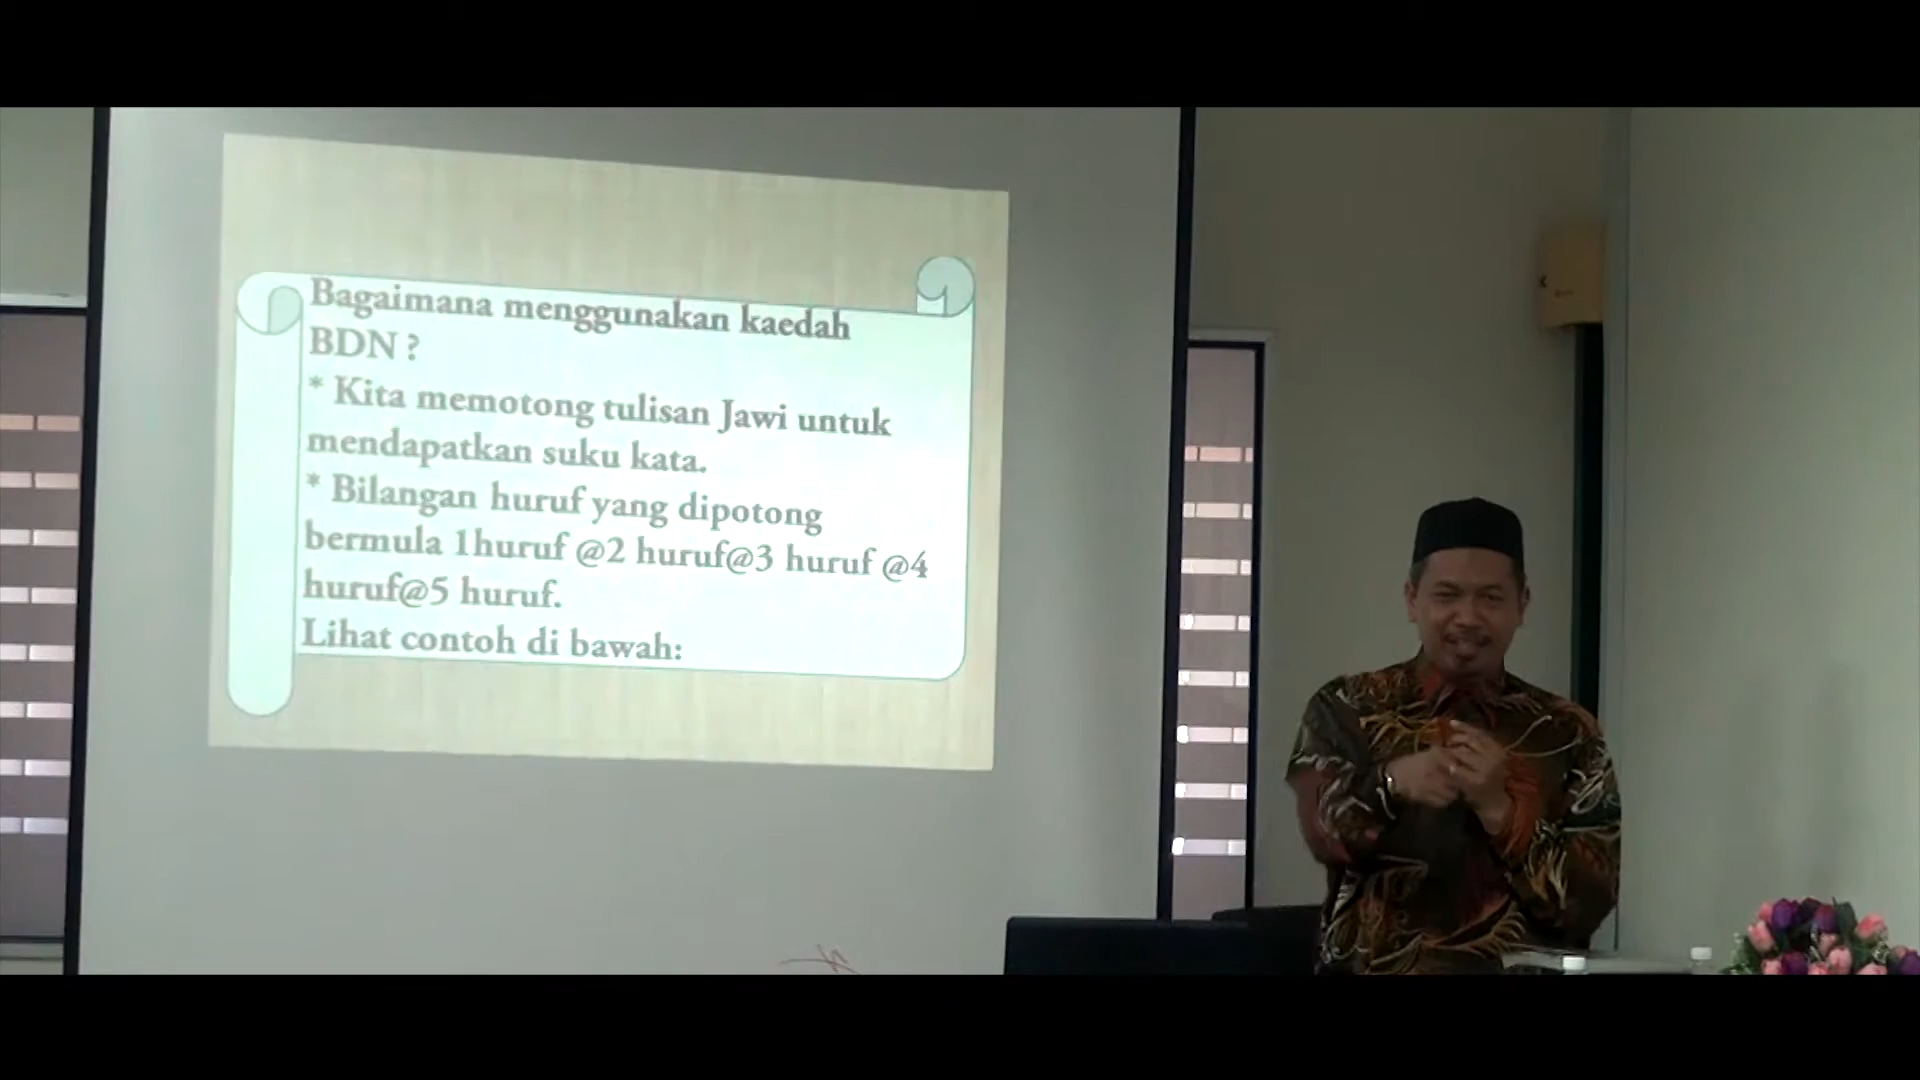 Bagaimana menggunakan kaedah
BDN ?
* Kita memotong tulisan Jawi untuk
mendapatkan suku kata.
* Bilangan huruf yang dipotong
bermula 1huruf @2 huruf@3 huruf @4
huruf@5 huruf.
Lihat contoh di bawah: